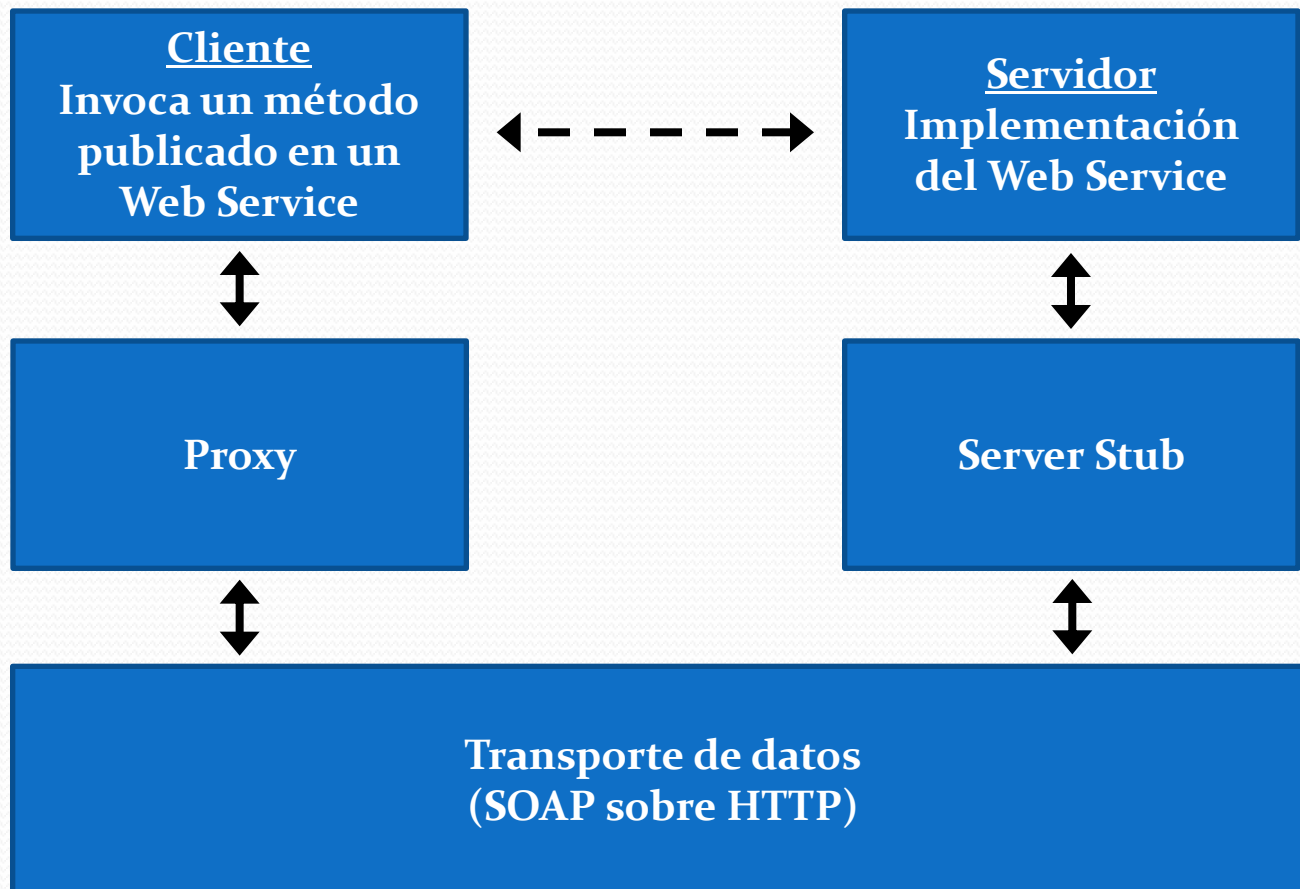 Cliente
Invoca un método
publicado en un
Web Service
Servidor
Implementación
del Web Service
Proxy
Server Stub
Transporte de datos
(SOAP sobre HTTP)